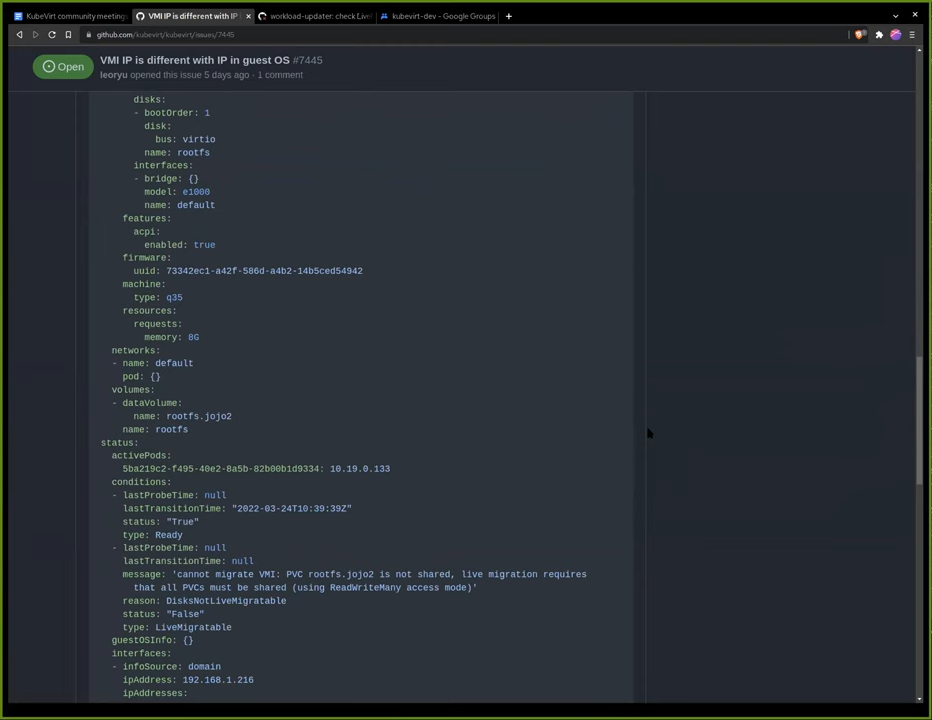 KubeVirt community meeting
VMI IP is different with IP i
workload-updater: check Live
kubevirt-dev - Google Groups
github.com/kubevirt/kubevirt/issues/7445
Open
VMI IP is different with IP in guest OS #7445
leoryu opened this issue 5 days ago · 1 comment
disks:
- bootOrder: 1
disk:
bus: virtio
name: rootfs
interfaces:
- bridge: {}
model: e1000
name: default
features:
acpi:
enabled: true
firmware:
uuid: 73342ec1-a42f-586d-a4b2-14b5ced54942
machine:
type: q35
resources:
requests:
memory: 8G
networks:
- name: default
pod: {}
volumes:
- dataVolume:
name: rootfs.jojo2
name: rootfs
status:
activePods:
5ba219c2-f495-40e2-8a5b-82b00b1d9334: 10.19.0.133
conditions:
- lastProbeTime: null
lastTransitionTime: "2022-03-24T10:39:39Z"
status: "True"
type: Ready
- lastProbeTime: null
lastTransitionTime: null
message: 'cannot migrate VMI: PVC rootfs.jojo2 is not shared, live migration requires
that all PVCs must be shared (using ReadWriteMany access mode)'
reason: DisksNotLiveMigratable
status: "False"
type: LiveMigratable
guestOSInfo: {}
interfaces:
- infoSource: domain
ipAddress: 192.168.1.216
ipAddresses: